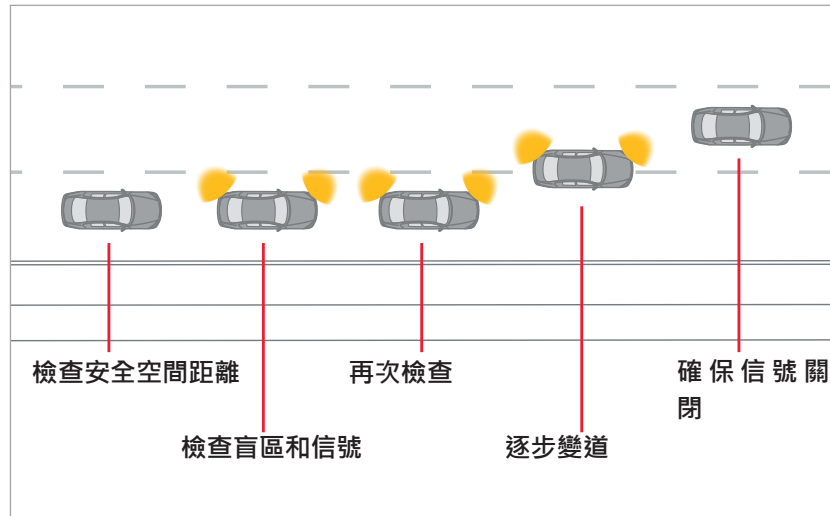 檢查安全空間距離
再次檢查
確保信號關
閉
檢查盲區和信號
逐步變道